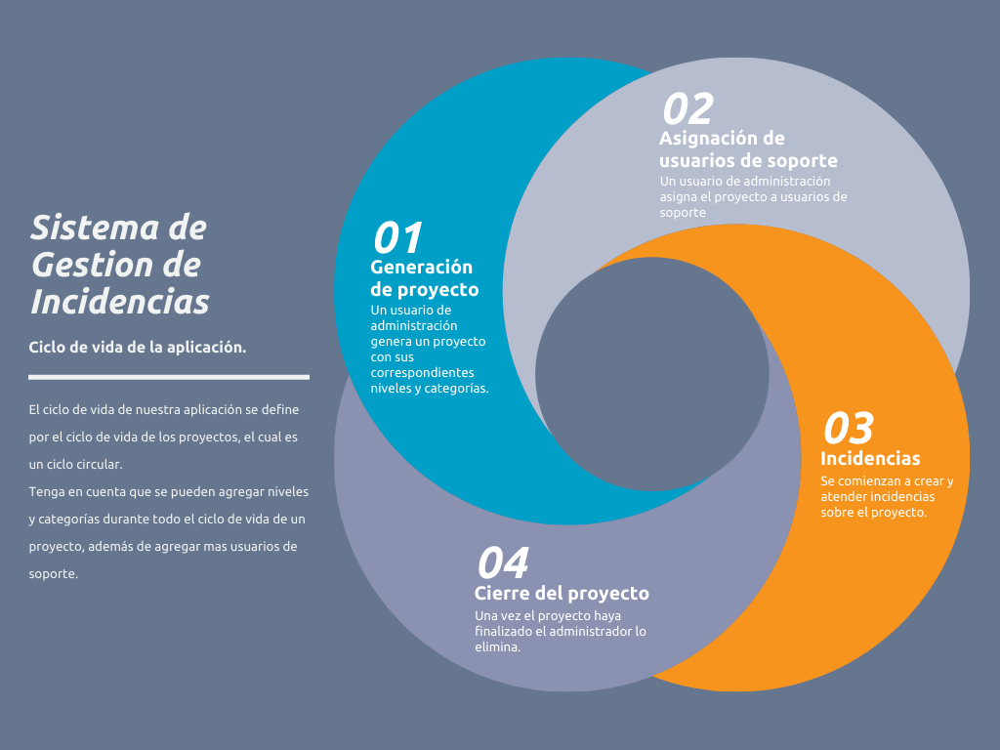 Sistema de
Gestion de
Incidencias
Ciclo de vida de la aplicación.
El ciclo de vida de nuestra aplicación se define
por el ciclo de vida de los proyectos, el cual es
un ciclo circular.
Tenga en cuenta que se pueden agregar niveles
y categorías durante todo el ciclo de vida de un
proyecto, además de agregar mas usuarios de
soporte.
01
Generación
de proyecto
Un usuario de
administración
genera un proyecto
con sus
correspondientes
niveles y categorías.
02
Asignación de
usuarios de soporte
Un usuario de administración
asigna el proyecto a usuarios de
soporte
03
Incidencias
Se comienzan a crear y
atender incidencias
sobre el proyecto.
04
Cierre del proyecto
Una vez el proyecto haya
finalizado el administrador lo
elimina.